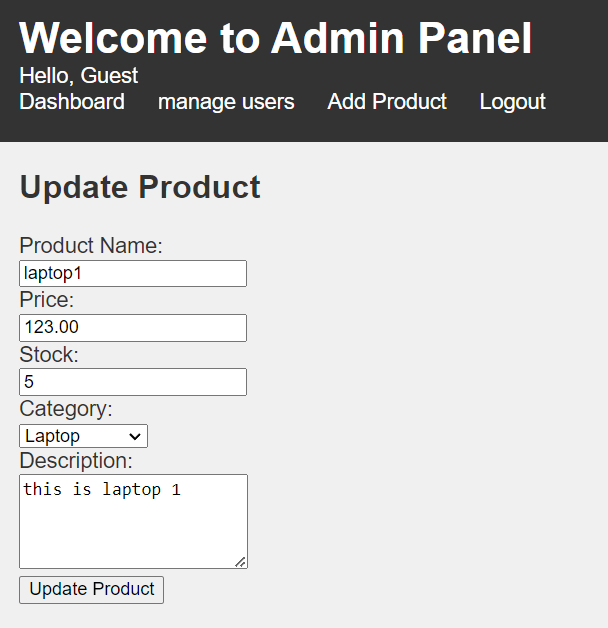 Welcome to Admin Panel
Hello, Guest
Dashboard manage users Add Product Logout
Update Product
Product Name:
laptop1
Price:
123.00
Stock:
5
Category:
Laptop
Description:
this is laptop 1
Update Product